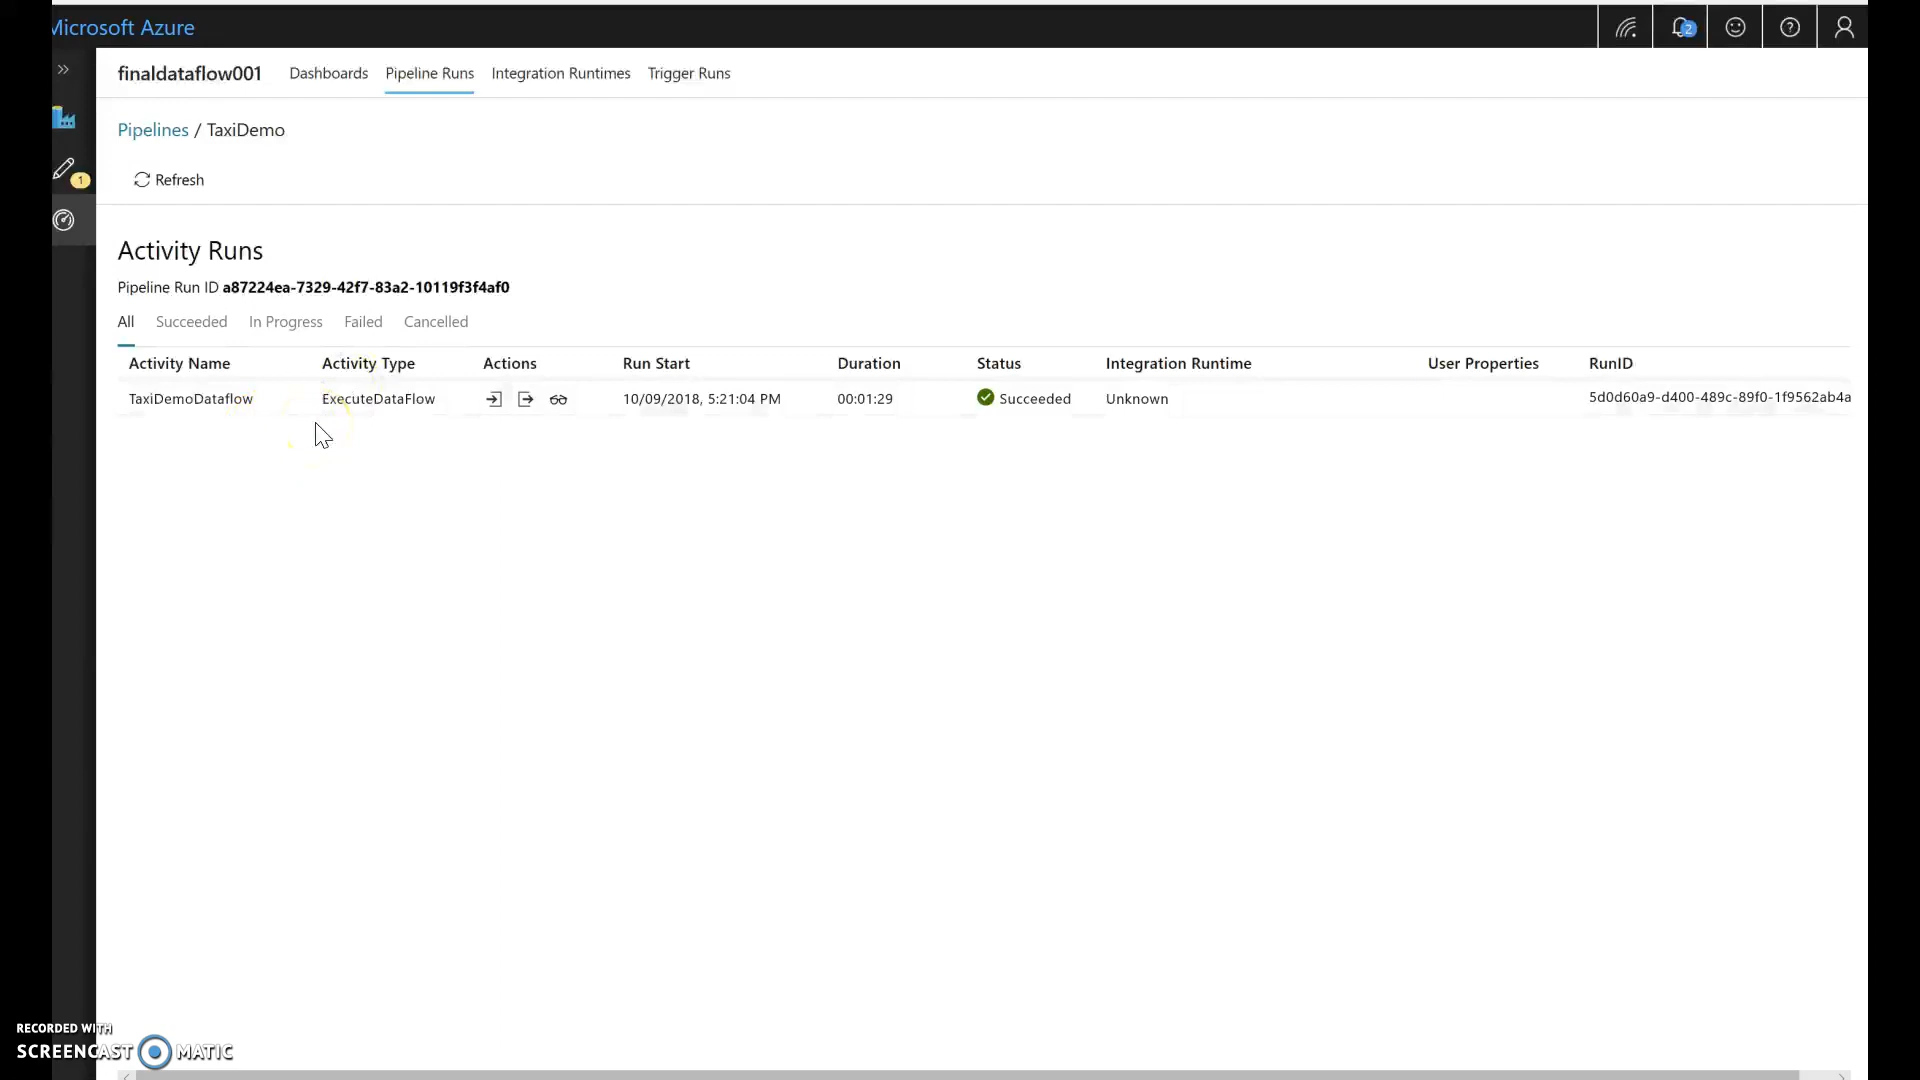 Microsoft Azure
2
finaldataflow001 Dashboards Pipeline Runs Integration Runtimes Trigger Runs
Pipelines / TaxiDemo
1
Refresh
Activity Runs
Pipeline Run ID a87224ea-7329-42f7-83a2-10119f3f4af0
All Succeeded In Progress Failed Cancelled
Activity Name Activity Type Actions Run Start Duration Status Integration Runtime User Properties RunID
TaxiDemoDataflow ExecuteDataFlow 10/09/2018, 5:21:04 PM 00:01:29 Succeeded Unknown 5d0d60a9-d400-489c-89f0-1f9562ab4a
RECORDED WITH
SCREENCAST MATIC